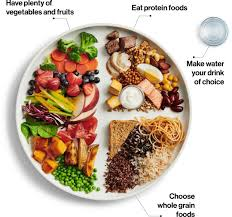 Have plenty of
vegetables and fruits
Eat protein foods
Make water
your drink
of choice
Choose
whole grain
foods